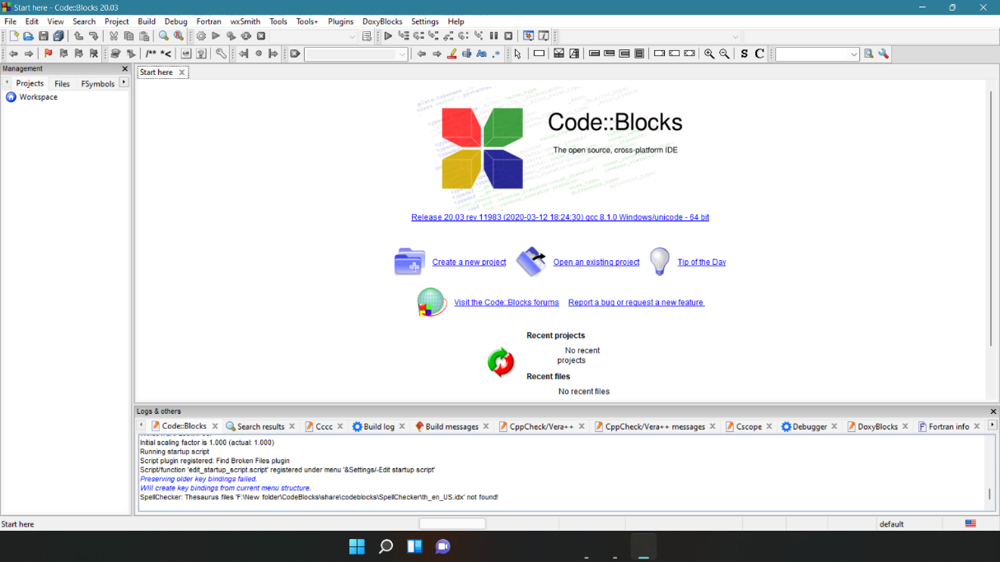 Start here - Code::Blocks 20.03
File Edit View Search Project Build Debug Fortran wxSmith Tools Tools+ Plugins DoxyBlocks Settings Help
/** *<
S C
Management
Projects Files FSymbols
Workspace
Start here
Code::Blocks
The open source, cross-platform IDE
Release 20.03 rev 11983 (2020-03-12 18:24:30) gcc 8.1.0 Windows/unicode - 64 bit
Create a new project Open an existing project Tip of the Day
Visit the Code::Blocks forums Report a bug or request a new feature
Recent projects
No recent
projects
Recent files
No recent files
Logs & others
Code::Blocks Search results Cccc Build log Build messages CppCheck/Vera++ CppCheck/Vera++ messages Cscope Debugger DoxyBlocks Fortran info
Initial scaling factor is 1.000 (actual: 1.000)
Running startup script
Script plugin registered: Find Broken Files plugin
Script/function 'edit_startup_script.script' registered under menu '&Settings/-Edit startup script'
Preserving older key bindings failed.
Will create key bindings from current menu structure.
SpellChecker: Thesaurus files 'F:\New folder\CodeBlocks\share\codeblocks\SpellChecker\th_en_US.idx' not found!
Start here default